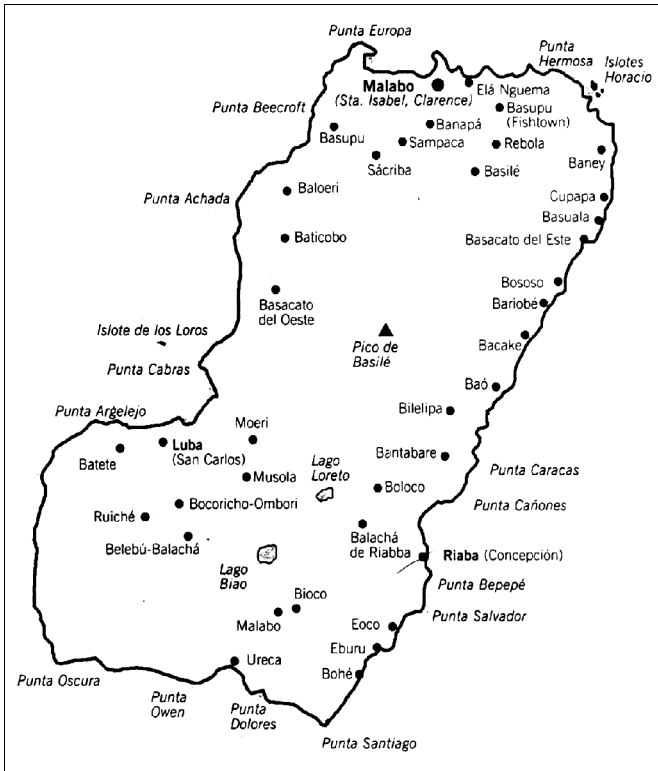 Punta Europa
Punta
Hermosa
Islotes
Horacio
Malabo
(Sta. Isabel, Clarence)
Elá Nguema
Punta Beecroft
Basupu
(Fishtown)
Banapá
Basupu
Sampaca
Rebola
Sácriba
Basilé
Baney
Baloeri
Punta Achada
Cupapa
Basuala
Baticobo
Basacato del Este
Bososo
Basacato
del Oeste
Bariobé
Islote de los Loros
Pico de
Basilé
Bacake
Punta Cabras
Baó
Punta Argelejo
Bilelipa
Moeri
Luba
(San Carlos)
Batete
Lago
Loreto
Bantabare
Punta Caracas
Musola
Boloco
Bocoricho-Ombori
Punta Cañones
Ruiché
Balachá
de Riabba
Belebú-Balachá
Riaba (Concepción)
Lago
Biao
Punta Bepepé
Bioco
Malabo
Punta Salvador
Eoco
Eburu
Ureca
Bohé
Punta Oscura
Punta
Owen
Punta
Dolores
Punta Santiago